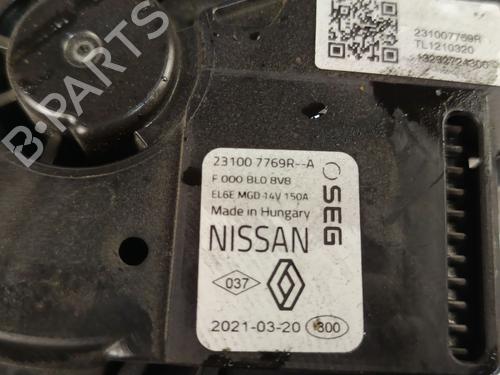 231007769R
TL1210320
23100 7769R--A
F 000 BL0 8V8
EL6E MGD 14V 150A
Made in Hungary
SEG
NISSAN
037
2021-03-20 300
B-PARTS